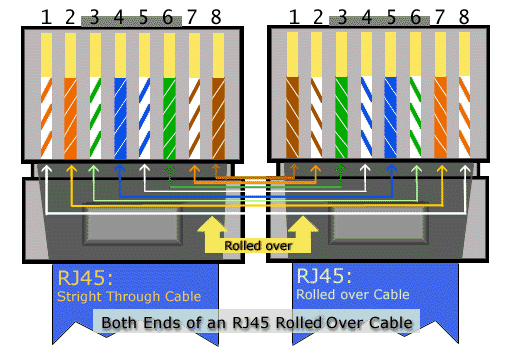 1 2 3 4 5 6 7 8
1 2 3 4 5 6 7 8
Rolled over
RJ45:
Stright Through Cable
RJ45:
Rolled over Cable
Both Ends of an RJ45 Rolled Over Cable